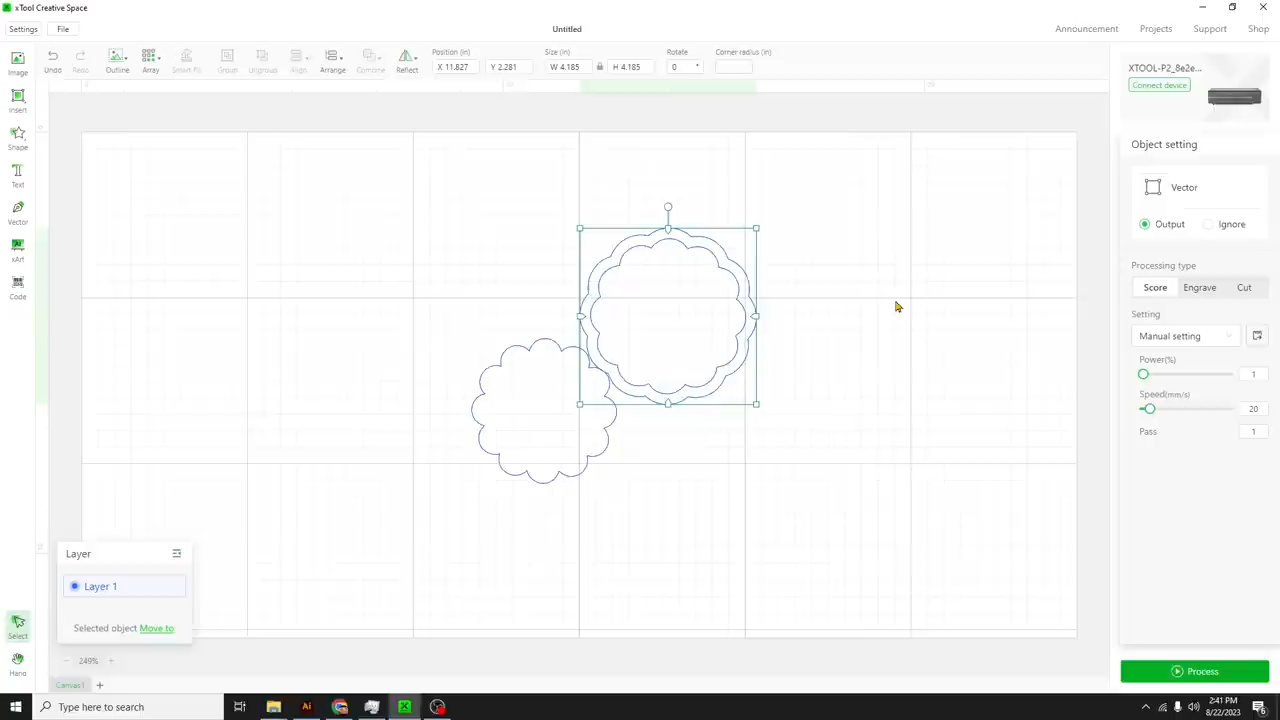 xTool Creative Space
Settings File Untitled Announcement Projects Support Shop
Image Undo Redo Outline Array Smart Fill Group Ungroup Align Arrange Combine Reflect
Position (in) Size (in) Rotate Corner radius (in)
X 11.827 Y 2.281 W 4.185 H 4.185 0 °
Insert
Shape
Text
Vector
xArt
Code
Select
Hand
XTOOL-P2_8e2e...
Connect device
Object setting
Vector
Output Ignore
Processing type
Score Engrave Cut
Setting
Manual setting
Power(%)
1
Speed(mm/s)
20
Pass 1
Process
Layer
Layer 1
Selected object Move to
− 249% +
Canvas1 +
Type here to search
2:41 PM
8/22/2023